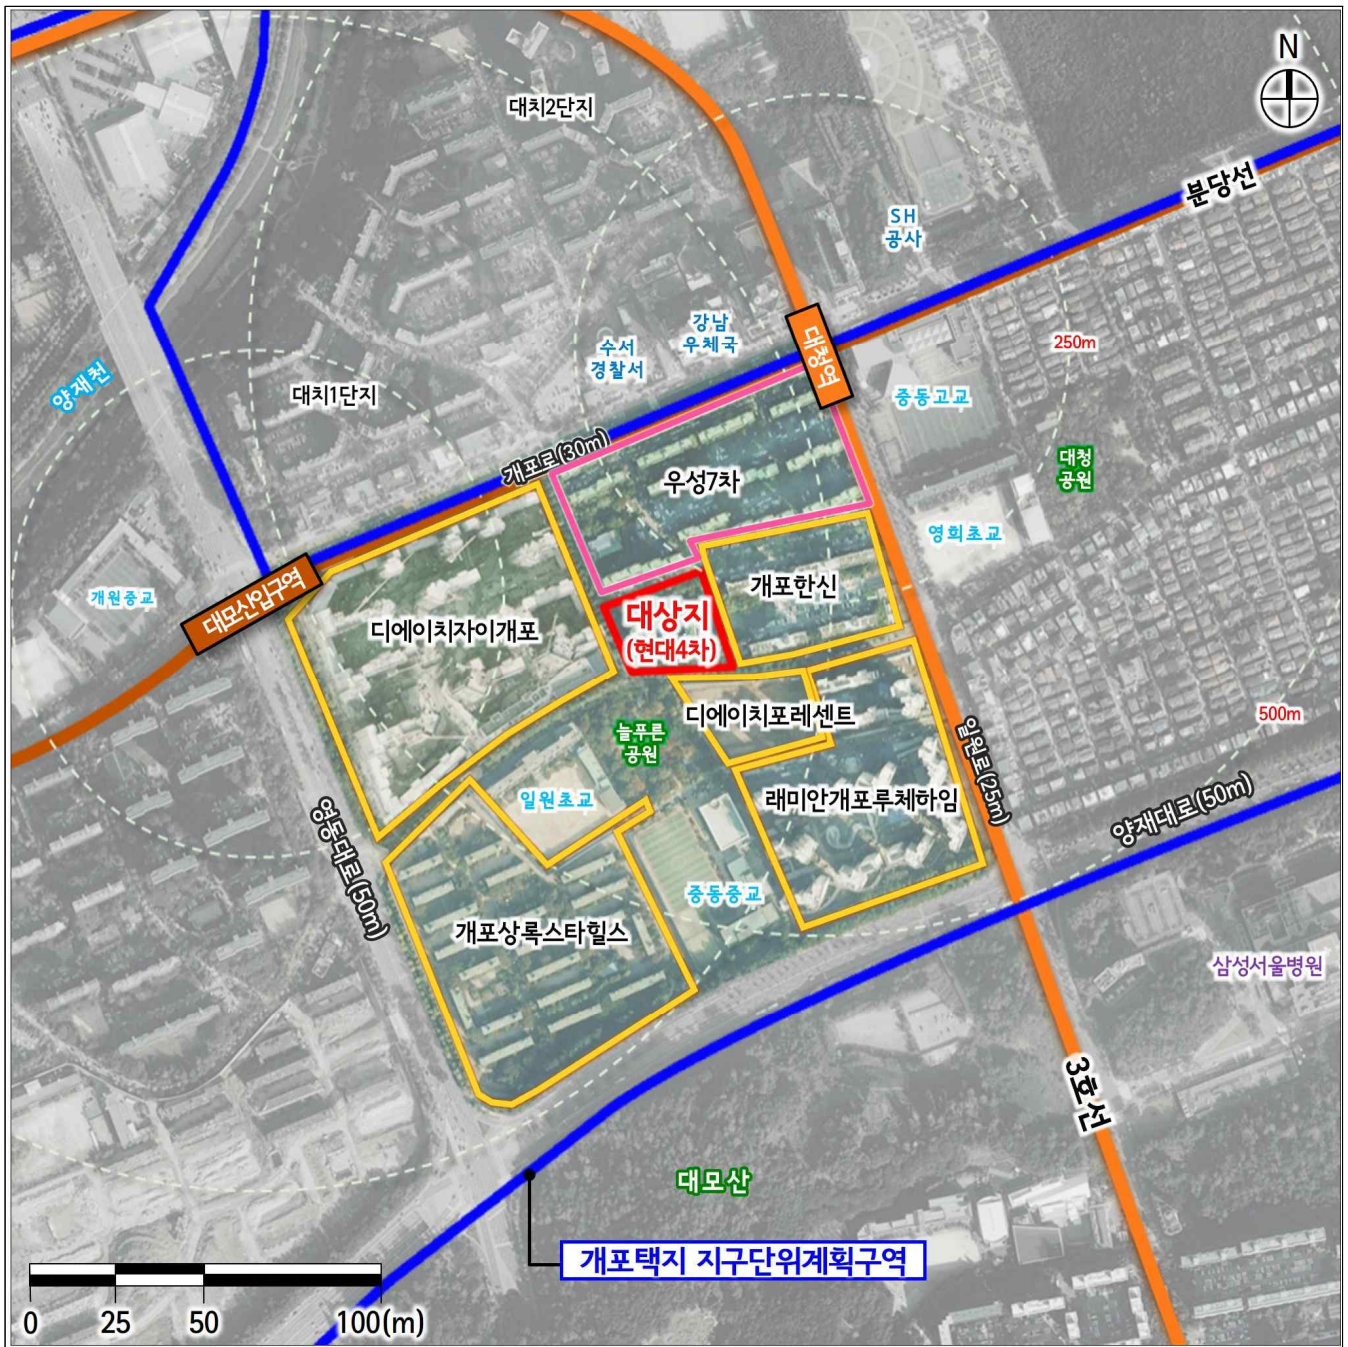 N
대치2단지
분당선
SH
공사
강남
우체국
수서
경찰서
대청역
250m
양재천
대치1단지
중동고교
개포로(30m)
대청
공원
우성7차
영희초교
개원중교
대모산입구역
개포한신
디에이치자이개포
대상지
(현대4차)
늘푸른
공원
디에이치포레센트
500m
일원로(25m)
일원초교
래미안개포루체하임
양재대로(50m)
영동대로(50m)
중동중교
개포상록스타힐스
삼성서울병원
3호선
대모산
개포택지 지구단위계획구역
0 25 50 100(m)